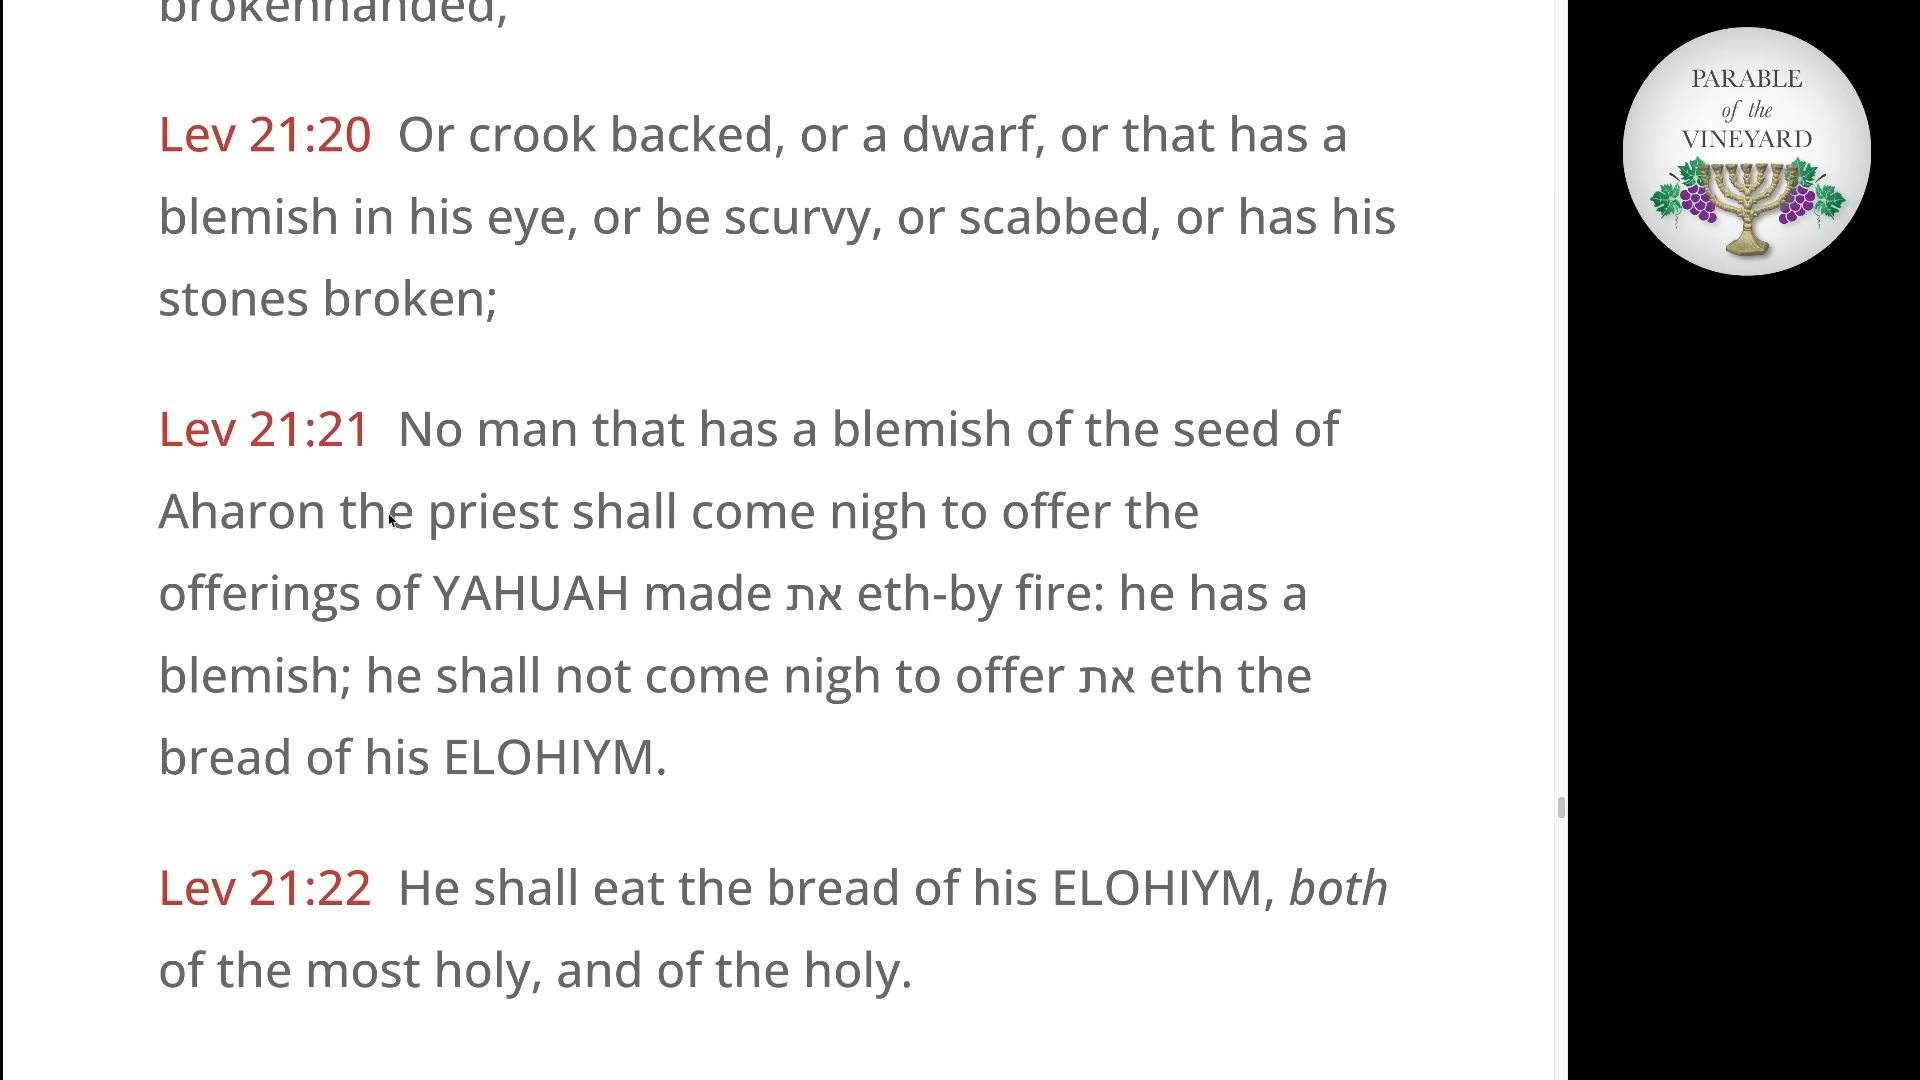 brokenhanded,
Lev 21:20 Or crook backed, or a dwarf, or that has a
blemish in his eye, or be scurvy, or scabbed, or has his
stones broken;
Lev 21:21 No man that has a blemish of the seed of
Aharon the priest shall come nigh to offer the
offerings of YAHUAH made את eth-by fire: he has a
blemish; he shall not come nigh to offer את eth the
bread of his ELOHIYM.
Lev 21:22 He shall eat the bread of his ELOHIYM, both
of the most holy, and of the holy.
PARABLE
of the
VINEYARD